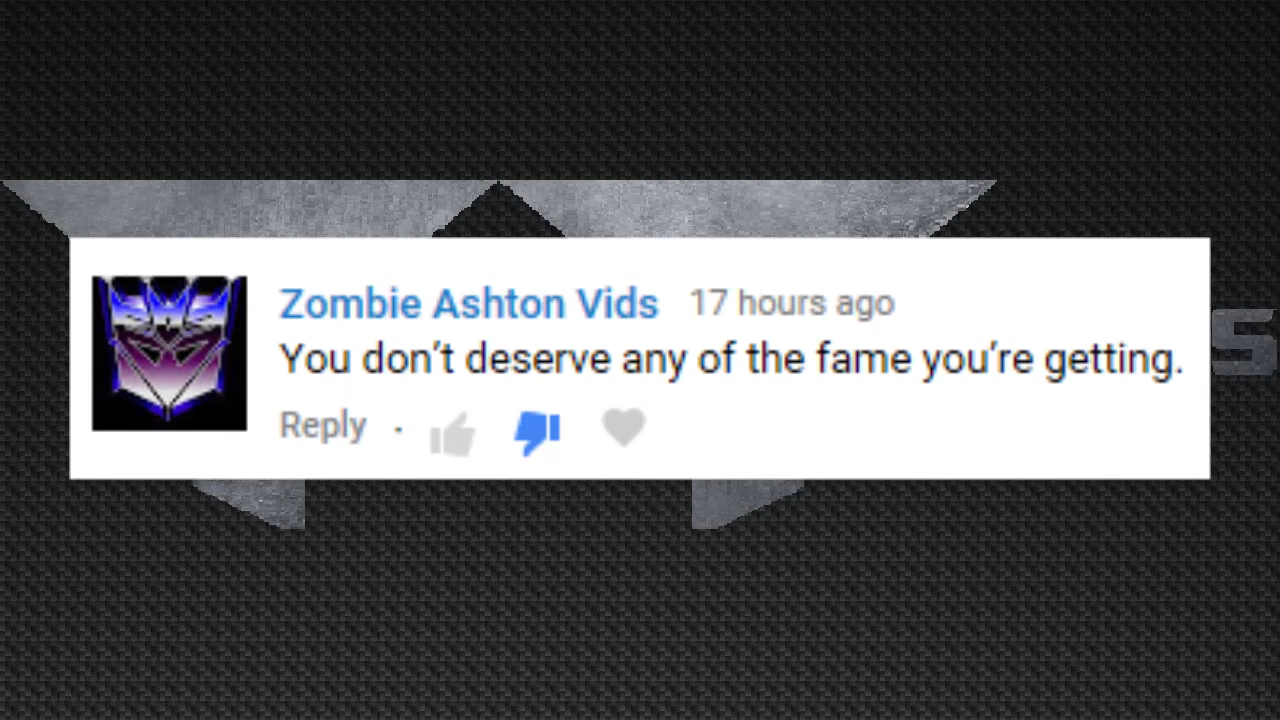 Zombie Ashton Vids 17 hours ago
You don't deserve any of the fame you're getting.
Reply ·
S